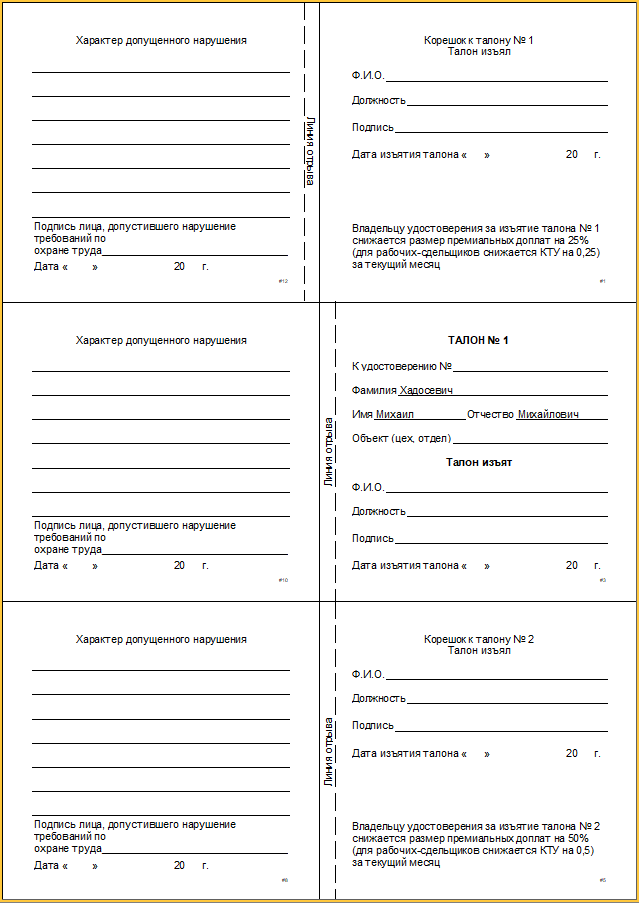 Характер допущенного нарушения
Подпись лица, допустившего нарушение
требований по
охране труда
Дата « » 20 г.
#12
Линия отрыва
Корешок к талону № 1
Талон изъял
Ф.И.О.
Должность
Подпись
Дата изъятия талона « » 20 г.
Владельцу удостоверения за изъятие талона № 1
снижается размер премиальных доплат на 25%
(для рабочих-сдельщиков снижается КТУ на 0,25)
за текущий месяц
#1
Характер допущенного нарушения
Подпись лица, допустившего нарушение
требований по
охране труда
Дата « » 20 г.
#10
Линия отрыва
ТАЛОН № 1
К удостоверению №
Фамилия Хадосевич
Имя Михаил Отчество Михайлович
Объект (цех, отдел)
Талон изъят
Ф.И.О.
Должность
Подпись
Дата изъятия талона « » 20 г.
#3
Характер допущенного нарушения
Подпись лица, допустившего нарушение
требований по
охране труда
Дата « » 20 г.
#8
Линия отрыва
Корешок к талону № 2
Талон изъял
Ф.И.О.
Должность
Подпись
Дата изъятия талона « » 20 г.
Владельцу удостоверения за изъятие талона № 2
снижается размер премиальных доплат на 50%
(для рабочих-сдельщиков снижается КТУ на 0,5)
за текущий месяц
#5